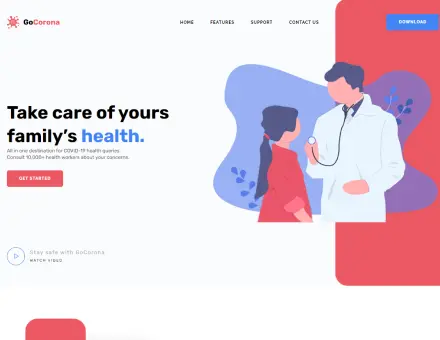 GoCorona
HOME FEATURES SUPPORT CONTACT US
DOWNLOAD
Take care of yours
family's health.
All in one destination for COVID-19 health queries.
Consult 10,000+ health workers about your concerns.
GET STARTED
Stay safe with GoCorona
WATCH VIDEO